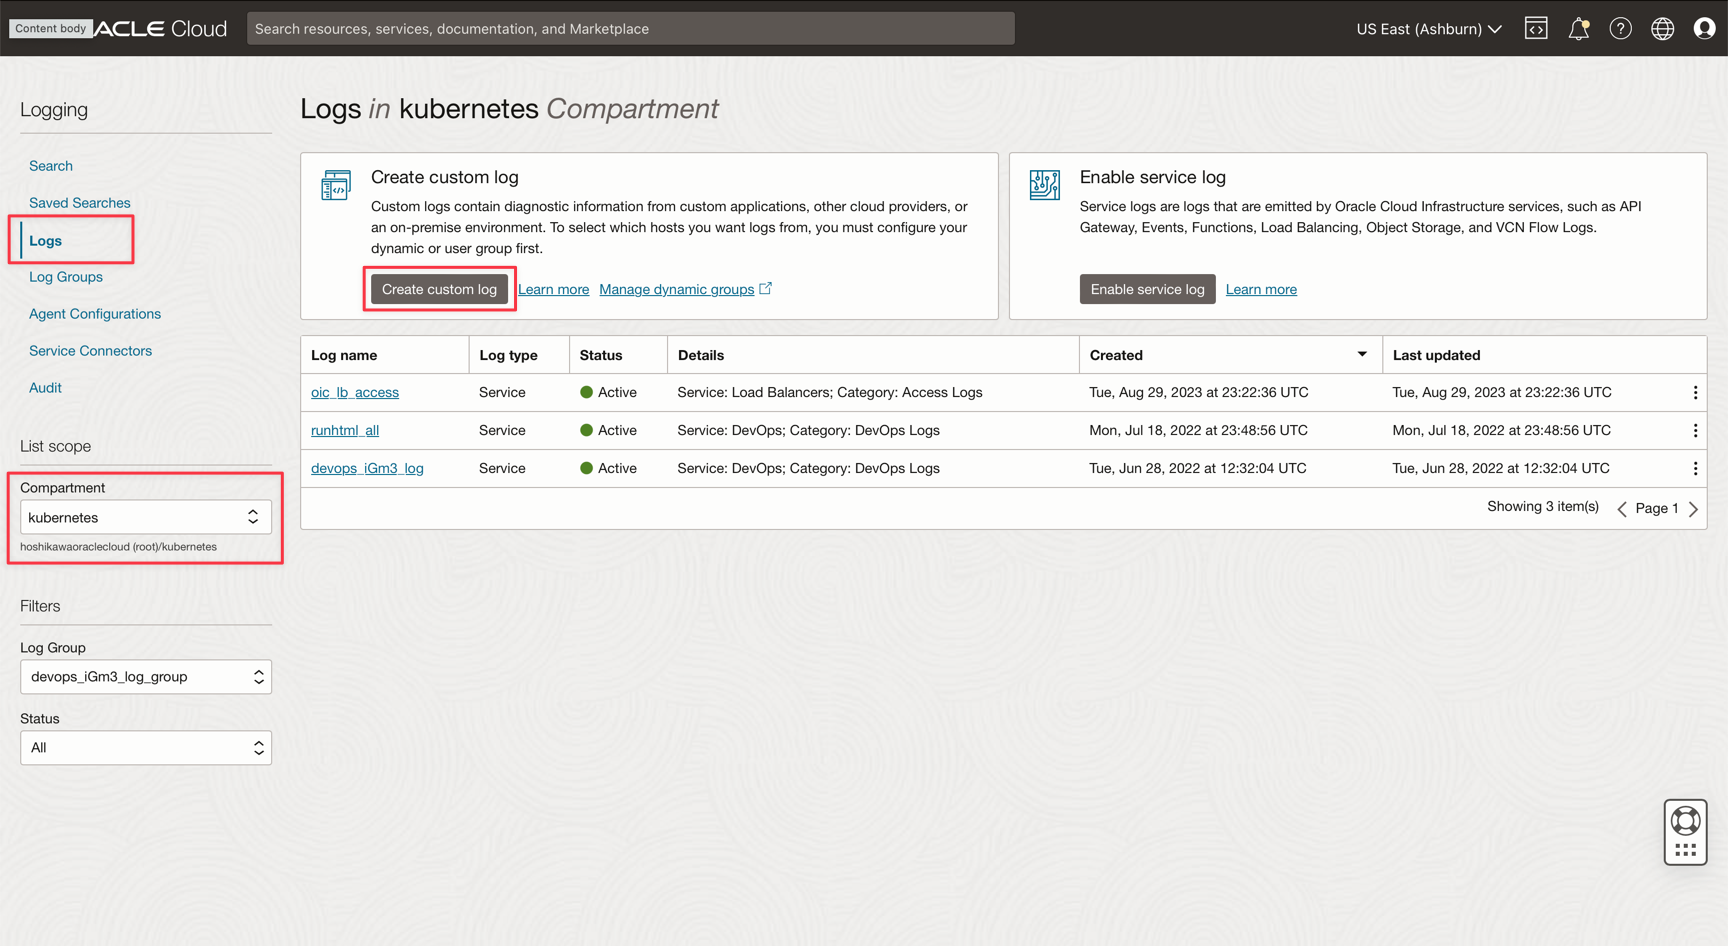 Content body ACLE Cloud
Search resources, services, documentation, and Marketplace
US East (Ashburn)
Logging
Search
Saved Searches
Logs
Log Groups
Agent Configurations
Service Connectors
Audit
List scope
Compartment
kubernetes
hoshikawaoraclecloud (root)/kubernetes
Filters
Log Group
devops_iGm3_log_group
Status
All
Logs in kubernetes Compartment
Create custom log
Custom logs contain diagnostic information from custom applications, other cloud providers, or
an on-premise environment. To select which hosts you want logs from, you must configure your
dynamic or user group first.
Create custom log Learn more Manage dynamic groups
Enable service log
Service logs are logs that are emitted by Oracle Cloud Infrastructure services, such as API
Gateway, Events, Functions, Load Balancing, Object Storage, and VCN Flow Logs.
Enable service log Learn more
Log name Log type Status Details Created Last updated
oic_lb_access Service Active Service: Load Balancers; Category: Access Logs Tue, Aug 29, 2023 at 23:22:36 UTC Tue, Aug 29, 2023 at 23:22:36 UTC
runhtml_all Service Active Service: DevOps; Category: DevOps Logs Mon, Jul 18, 2022 at 23:48:56 UTC Mon, Jul 18, 2022 at 23:48:56 UTC
devops_iGm3_log Service Active Service: DevOps; Category: DevOps Logs Tue, Jun 28, 2022 at 12:32:04 UTC Tue, Jun 28, 2022 at 12:32:04 UTC
Showing 3 item(s) Page 1